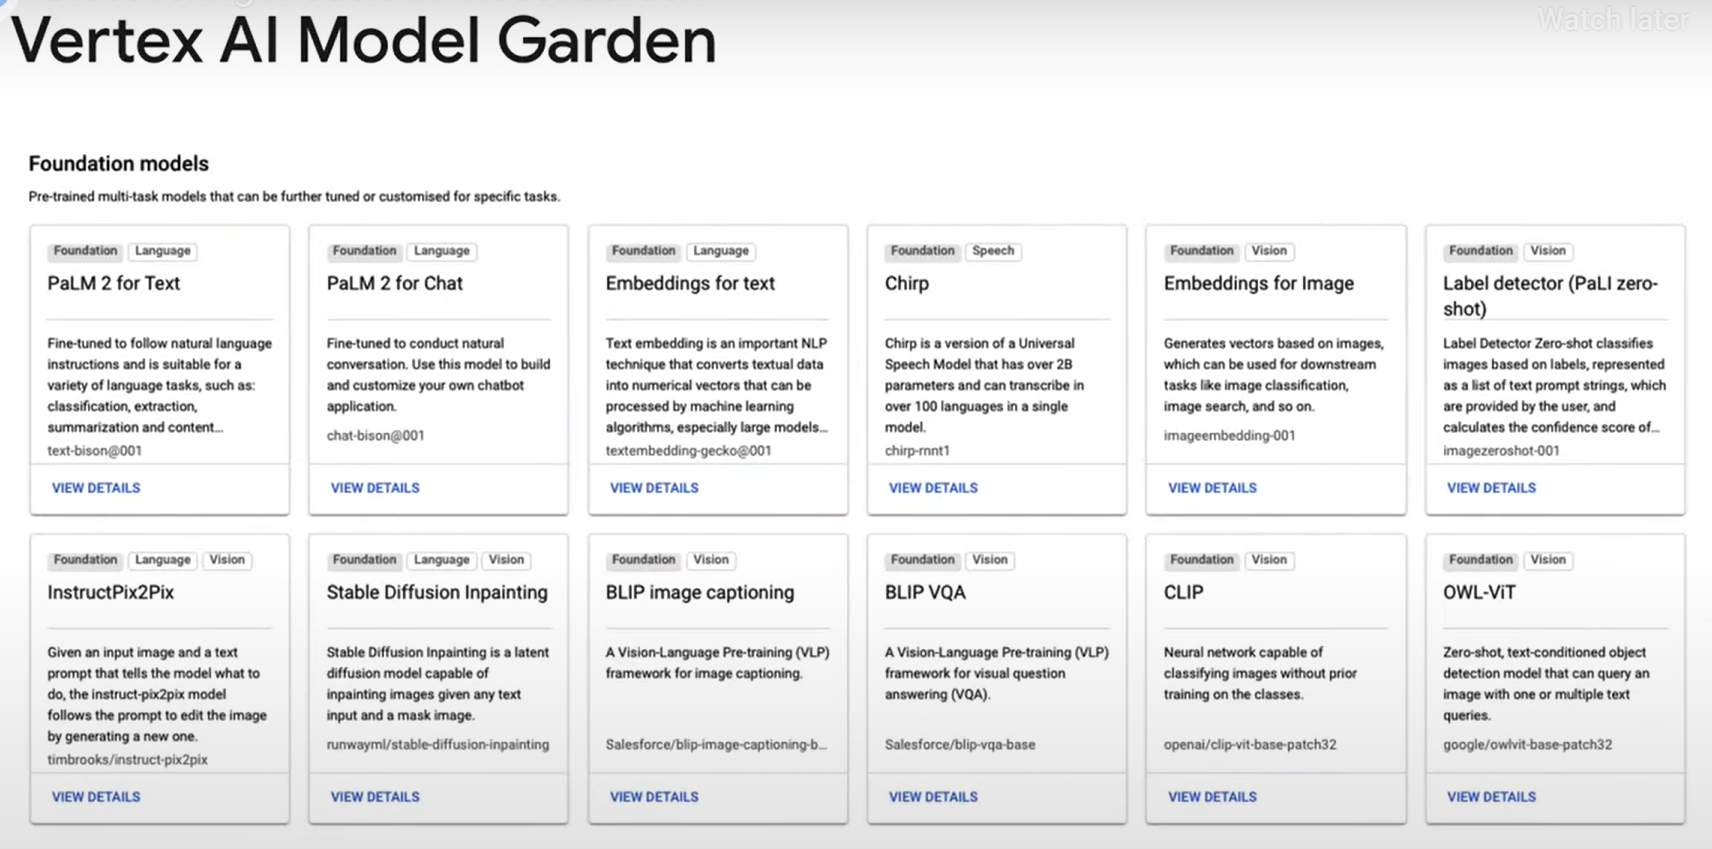 Watch later
Vertex AI Model Garden
Foundation models
Pre-trained multi-task models that can be further tuned or customised for specific tasks.
Foundation Language
PaLM 2 for Text
Fine-tuned to follow natural language
instructions and is suitable for a
variety of language tasks, such as:
classification, extraction,
summarization and content...
text-bison@001
VIEW DETAILS
Foundation Language
PaLM 2 for Chat
Fine-tuned to conduct natural
conversation. Use this model to build
and customize your own chatbot
application.
chat-bison@001
VIEW DETAILS
Foundation Language
Embeddings for text
Text embedding is an important NLP
technique that converts textual data
into numerical vectors that can be
processed by machine learning
algorithms, especially large models...
textembedding-gecko@001
VIEW DETAILS
Foundation Speech
Chirp
Chirp is a version of a Universal
Speech Model that has over 2B
parameters and can transcribe in
over 100 languages in a single
model.
chirp-rnnt1
VIEW DETAILS
Foundation Vision
Embeddings for Image
Generates vectors based on images,
which can be used for downstream
tasks like image classification,
image search, and so on.
imageembedding-001
VIEW DETAILS
Foundation Vision
Label detector (PaLI zero-
shot)
Label Detector Zero-shot classifies
images based on labels, represented
as a list of text prompt strings, which
are provided by the user, and
calculates the confidence score of...
imagezeroshot-001
VIEW DETAILS
Foundation Language Vision
InstructPix2Pix
Given an input image and a text
prompt that tells the model what to
do, the instruct-pix2pix model
follows the prompt to edit the image
by generating a new one.
timbrooks/instruct-pix2pix
VIEW DETAILS
Foundation Language Vision
Stable Diffusion Inpainting
Stable Diffusion Inpainting is a latent
diffusion model capable of
inpainting images given any text
input and a mask image.
runwayml/stable-diffusion-inpainting
VIEW DETAILS
Foundation Vision
BLIP image captioning
A Vision-Language Pre-training (VLP)
framework for image captioning.
Salesforce/blip-image-captioning-b...
VIEW DETAILS
Foundation Vision
BLIP VQA
A Vision-Language Pre-training (VLP)
framework for visual question
answering (VQA).
Salesforce/blip-vqa-base
VIEW DETAILS
Foundation Vision
CLIP
Neural network capable of
classifying images without prior
training on the classes.
openai/clip-vit-base-patch32
VIEW DETAILS
Foundation Vision
OWL-ViT
Zero-shot, text-conditioned object
detection model that can query an
image with one or multiple text
queries.
google/owlvit-base-patch32
VIEW DETAILS